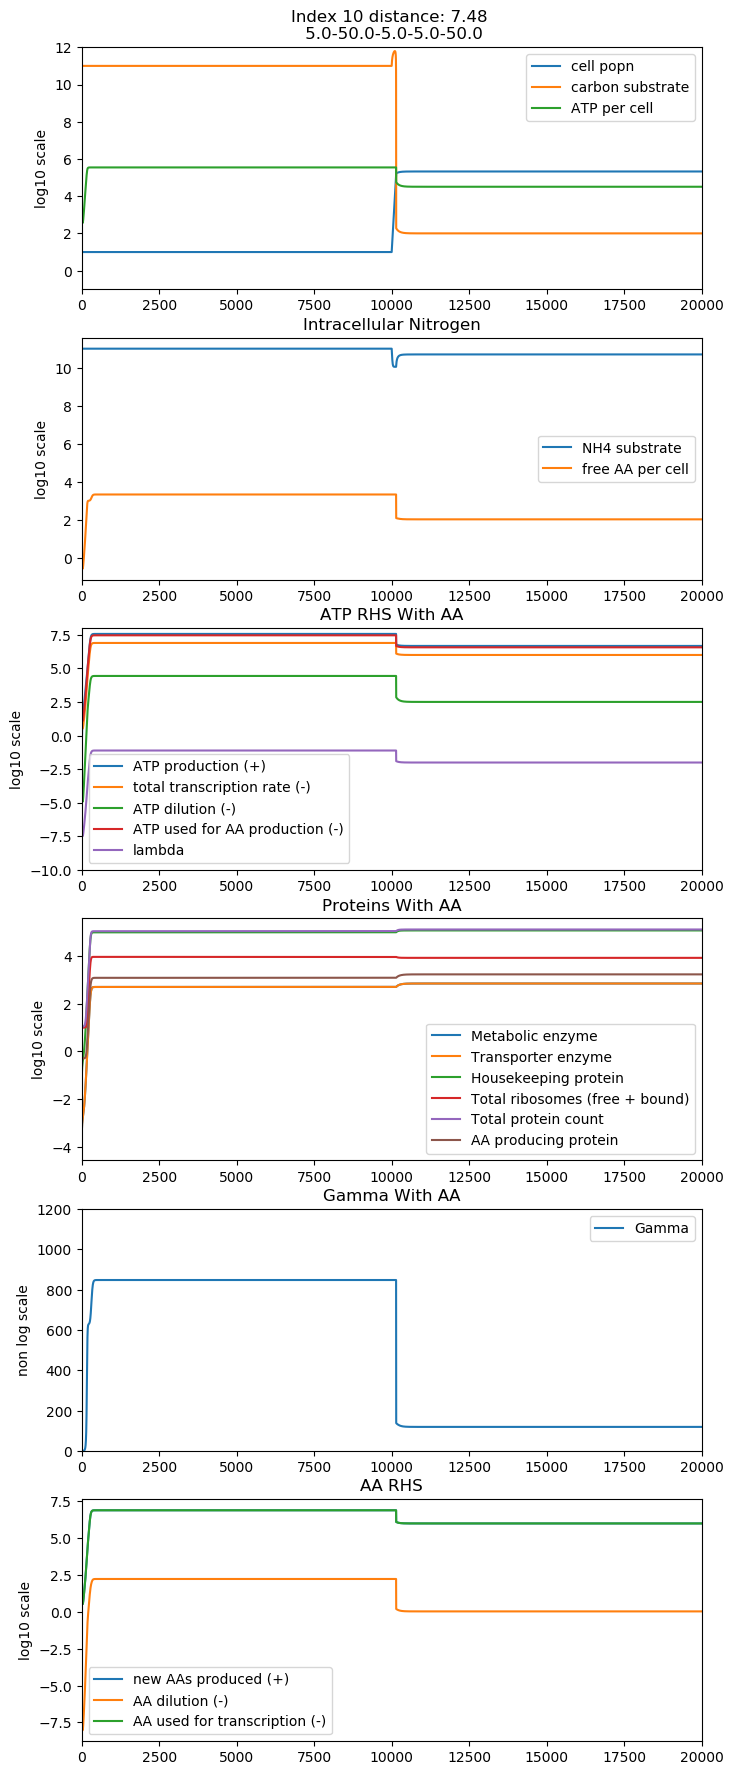 Index 10 distance: 7.48
5.0-50.0-5.0-5.0-50.0
12
10
8
6
4
2
0
log10 scale
cell popn
carbon substrate
ATP per cell
0 2500 5000 7500 10000 12500 15000 17500 20000
Intracellular Nitrogen
10
8
6
4
2
0
log10 scale
NH4 substrate
free AA per cell
0 2500 5000 7500 10000 12500 15000 17500 20000
ATP RHS With AA
7.5
5.0
2.5
0.0
−2.5
−5.0
−7.5
−10.0
log10 scale
ATP production (+)
total transcription rate (-)
ATP dilution (-)
ATP used for AA production (-)
lambda
0 2500 5000 7500 10000 12500 15000 17500 20000
Proteins With AA
4
2
0
−2
−4
log10 scale
Metabolic enzyme
Transporter enzyme
Housekeeping protein
Total ribosomes (free + bound)
Total protein count
AA producing protein
0 2500 5000 7500 10000 12500 15000 17500 20000
Gamma With AA
1200
1000
800
600
400
200
0
non log scale
Gamma
0 2500 5000 7500 10000 12500 15000 17500 20000
AA RHS
7.5
5.0
2.5
0.0
−2.5
−5.0
−7.5
log10 scale
new AAs produced (+)
AA dilution (-)
AA used for transcription (-)
0 2500 5000 7500 10000 12500 15000 17500 20000